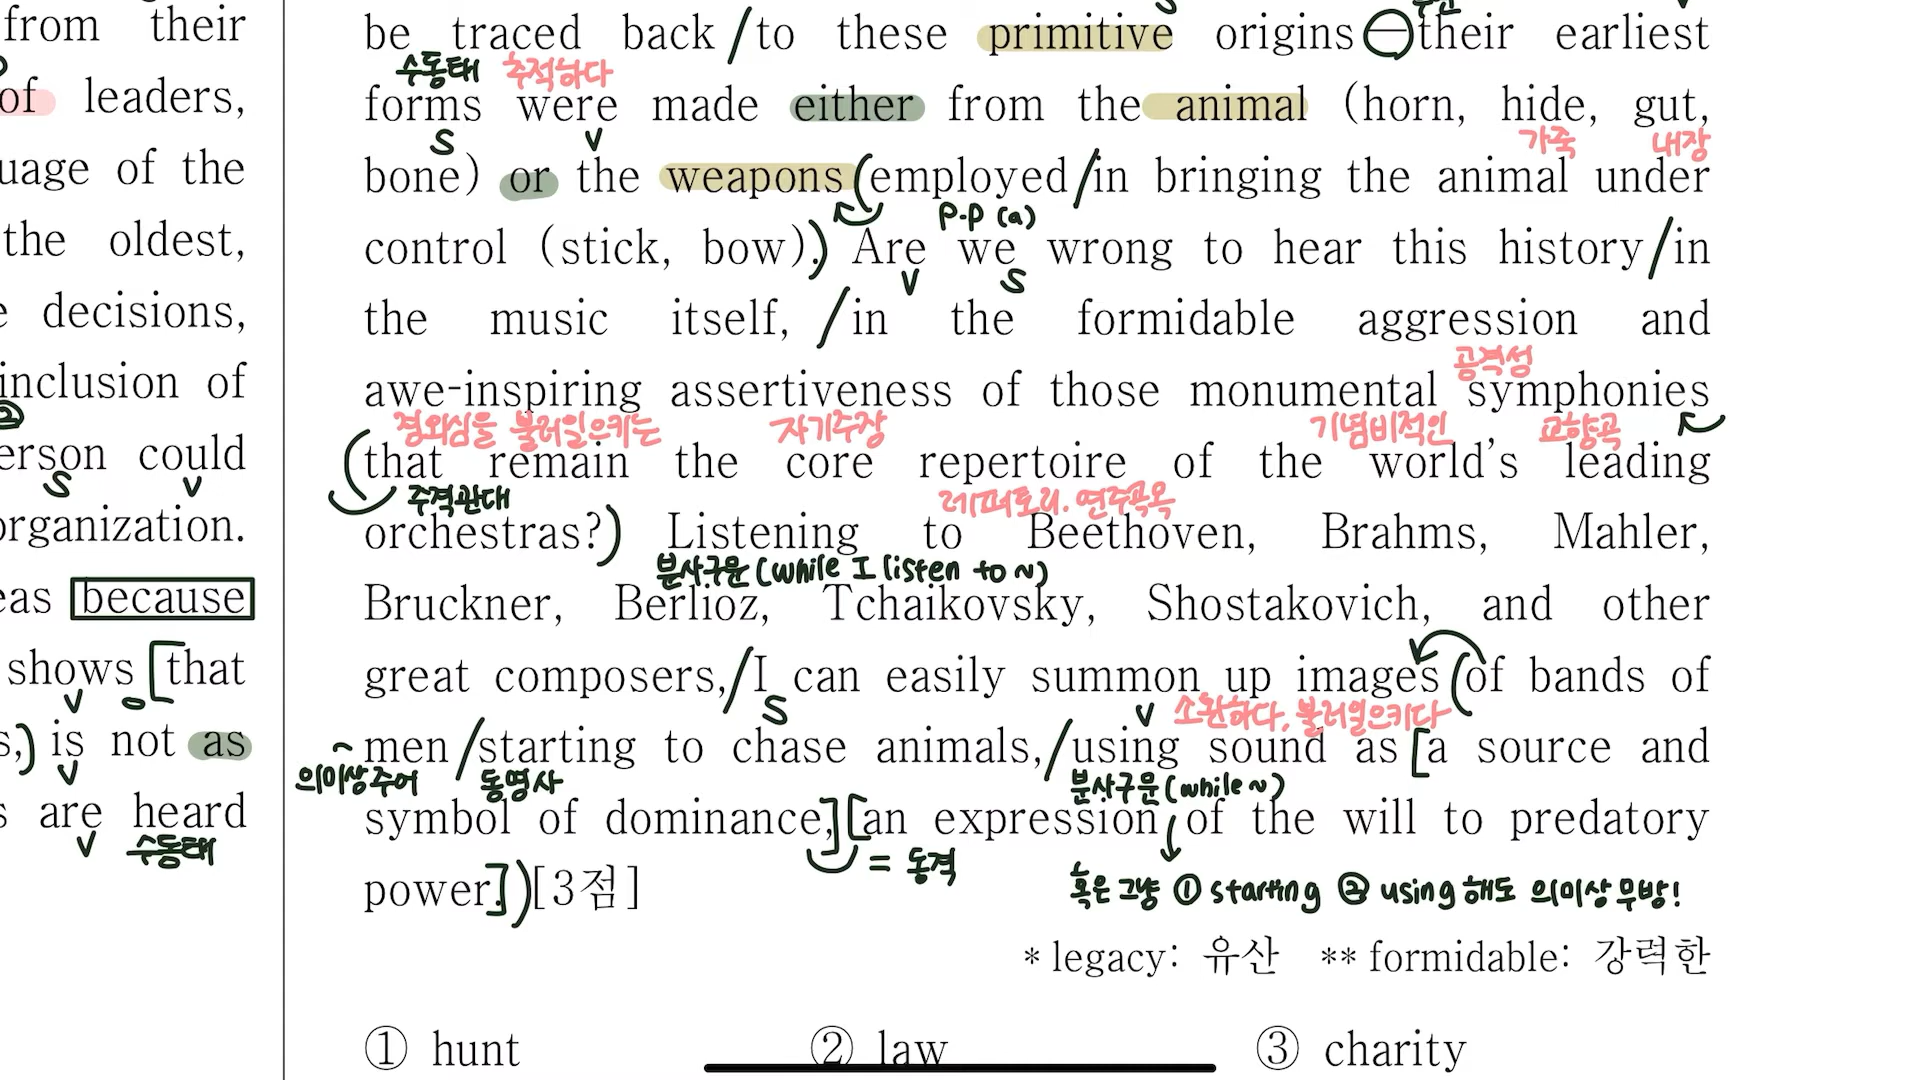 from their
of leaders,
uage of the
the oldest,
decisions,
inclusion of
erson could
S V
organization.
eas because
shows [that
V o
s,) is not as
V
are heard
V 수동태
be traced back / to these primitive origins—their earliest
수동태 추적하다
forms were made either from the animal (horn, hide, gut,
S V 가죽 내장
bone) or the weapons (employed / in bringing the animal under
P.P (a)
control (stick, bow).) Are we wrong to hear this history / in
V S
the music itself, / in the formidable aggression and
공격성
awe-inspiring assertiveness of those monumental symphonies
경외심을 불러일으키는 자기주장 기념비적인 교향곡
(that remain the core repertoire of the world's leading
주격관대 레퍼토리. 연주곡목
orchestras?) Listening to Beethoven, Brahms, Mahler,
분사구문 (while I listen to ~)
Bruckner, Berlioz, Tchaikovsky, Shostakovich, and other
great composers, / I can easily summon up images (of bands of
S V 소환하다. 불러일으키다
men / starting to chase animals, / using sound as [a source and
의미상주어 동명사 분사구문 (while ~)
symbol of dominance,] [an expression of the will to predatory
= 동격
power.]) [3점]
혹은 그냥 ① starting ② using 해도 의미상 무방!
* legacy: 유산 ** formidable: 강력한
① hunt ② law ③ charity